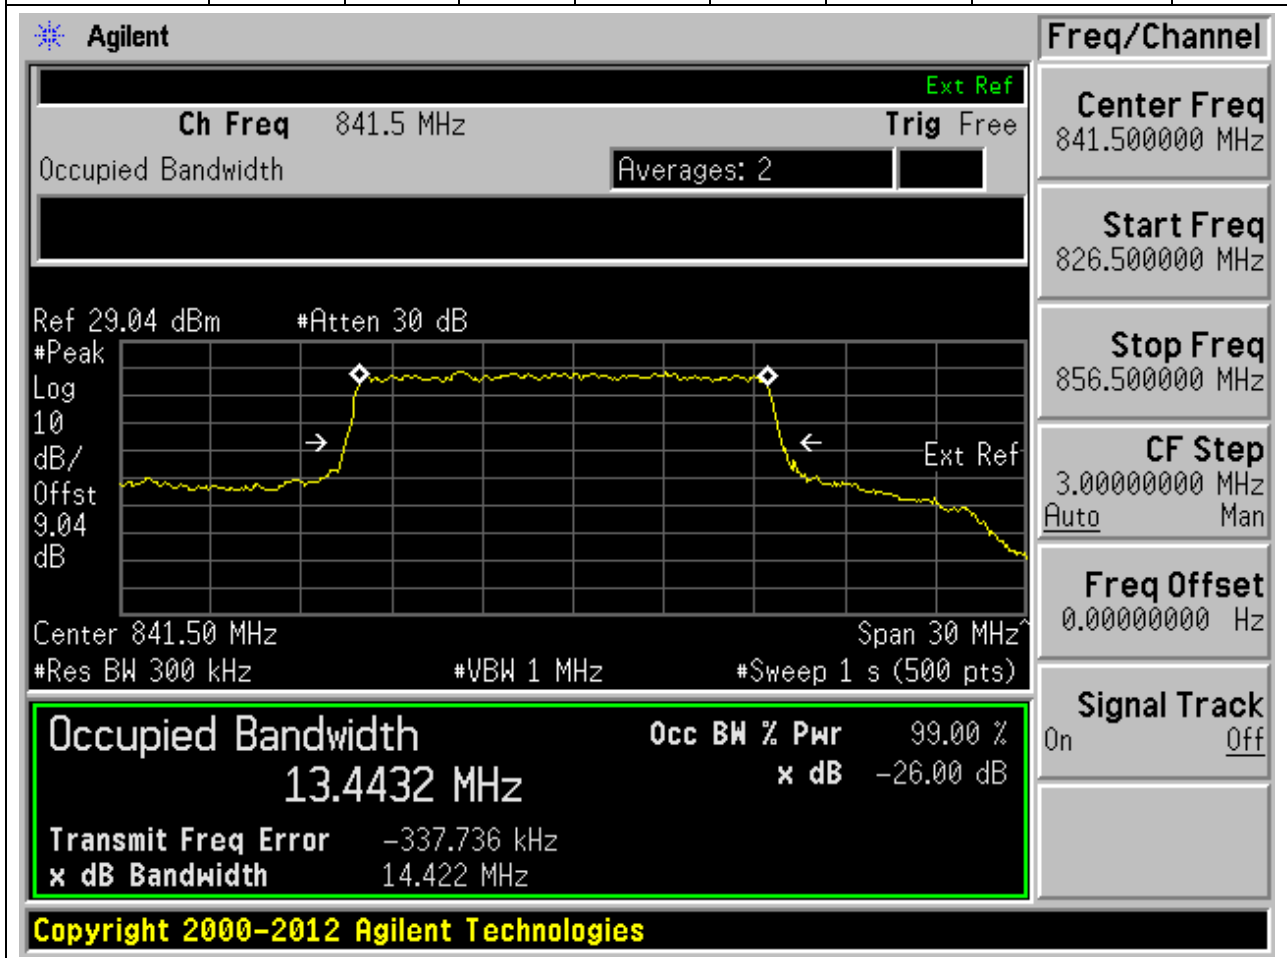 Agilent
Freq/Channel
Ext Ref
Ch Freq 841.5 MHz Trig Free
Occupied Bandwidth Averages: 2
Center Freq
841.500000 MHz
Start Freq
826.500000 MHz
Stop Freq
856.500000 MHz
CF Step
3.00000000 MHz
Auto Man
Freq Offset
0.00000000 Hz
Signal Track
On Off
Ref 29.04 dBm #Atten 30 dB
#Peak
Log
10
dB/
Offst
9.04
dB
Ext Ref
Center 841.50 MHz Span 30 MHz^
#Res BW 300 kHz #VBW 1 MHz #Sweep 1 s (500 pts)
Occupied Bandwidth Occ BW % Pwr 99.00 %
13.4432 MHz x dB -26.00 dB
Transmit Freq Error -337.736 kHz
x dB Bandwidth 14.422 MHz
Copyright 2000-2012 Agilent Technologies